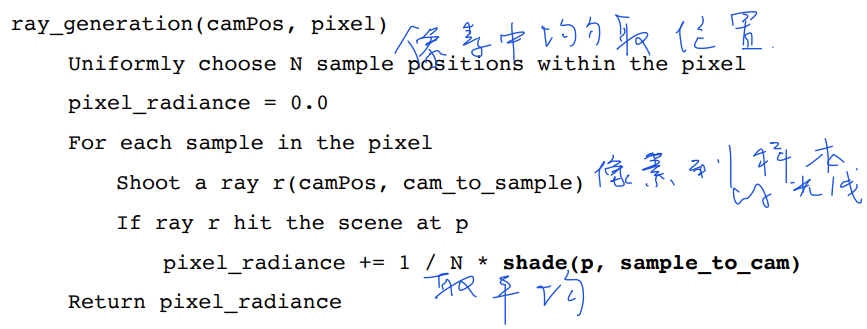 ray_generation(camPos, pixel)
像素中均匀取位置
Uniformly choose N sample positions within the pixel
pixel_radiance = 0.0
For each sample in the pixel
Shoot a ray r(camPos, cam_to_sample) 像素到样本
的光线
If ray r hit the scene at p
pixel_radiance += 1 / N * shade(p, sample_to_cam)
取平均
Return pixel_radiance